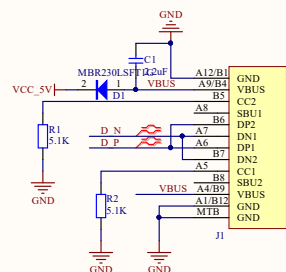 GND
C1
2.2uF
MBR230LSFT1G
A12/B1 GND
VCC_5V 2 1 VBUS A9/B4 VBUS
D1
B5 CC2
A8 SBU1
B6 DP2
R1
5.1K
D_N A7 DN1
D_P A6 DP1
B7 DN2
A5 CC1
B8 SBU2
GND
R2
5.1K
VBUS A4/B9 VBUS
A1/B12 GND
MTB GND
J1
GND
GND